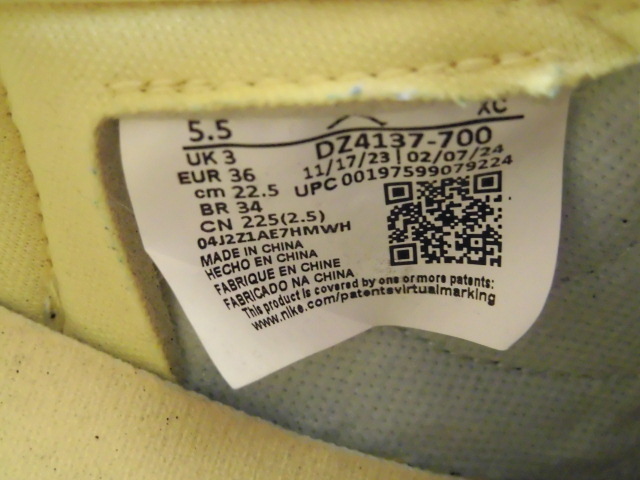 5.5
XC
UK 3
DZ4137-700
EUR 36
11/17/23 | 02/07/24
cm 22.5
UPC 00197599079224
BR 34
CN 225(2.5)
04J2Z1AE7HMWH
MADE IN CHINA
HECHO EN CHINA
FABRIQUE EN CHINE
FABRICADO NA CHINA
This product is covered by one or more patents:
www.nike.com/patentsvirtualmarking